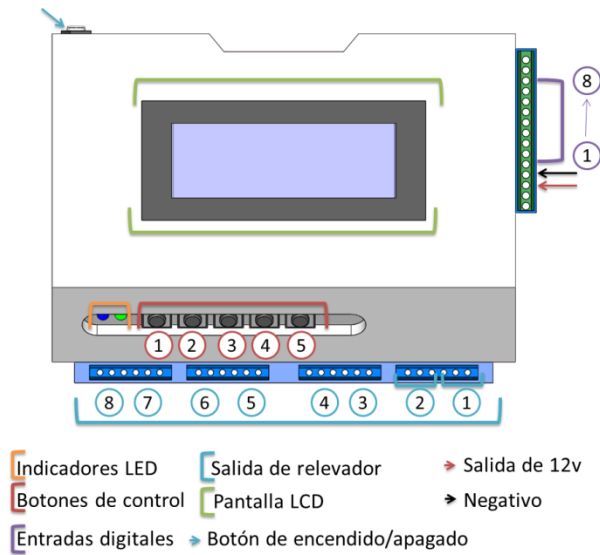 8
1
1 2 3 4 5
8 7 6 5 4 3 2 1
Indicadores LED Salida de relevador Salida de 12v
Botones de control Pantalla LCD Negativo
Entradas digitales Botón de encendido/apagado